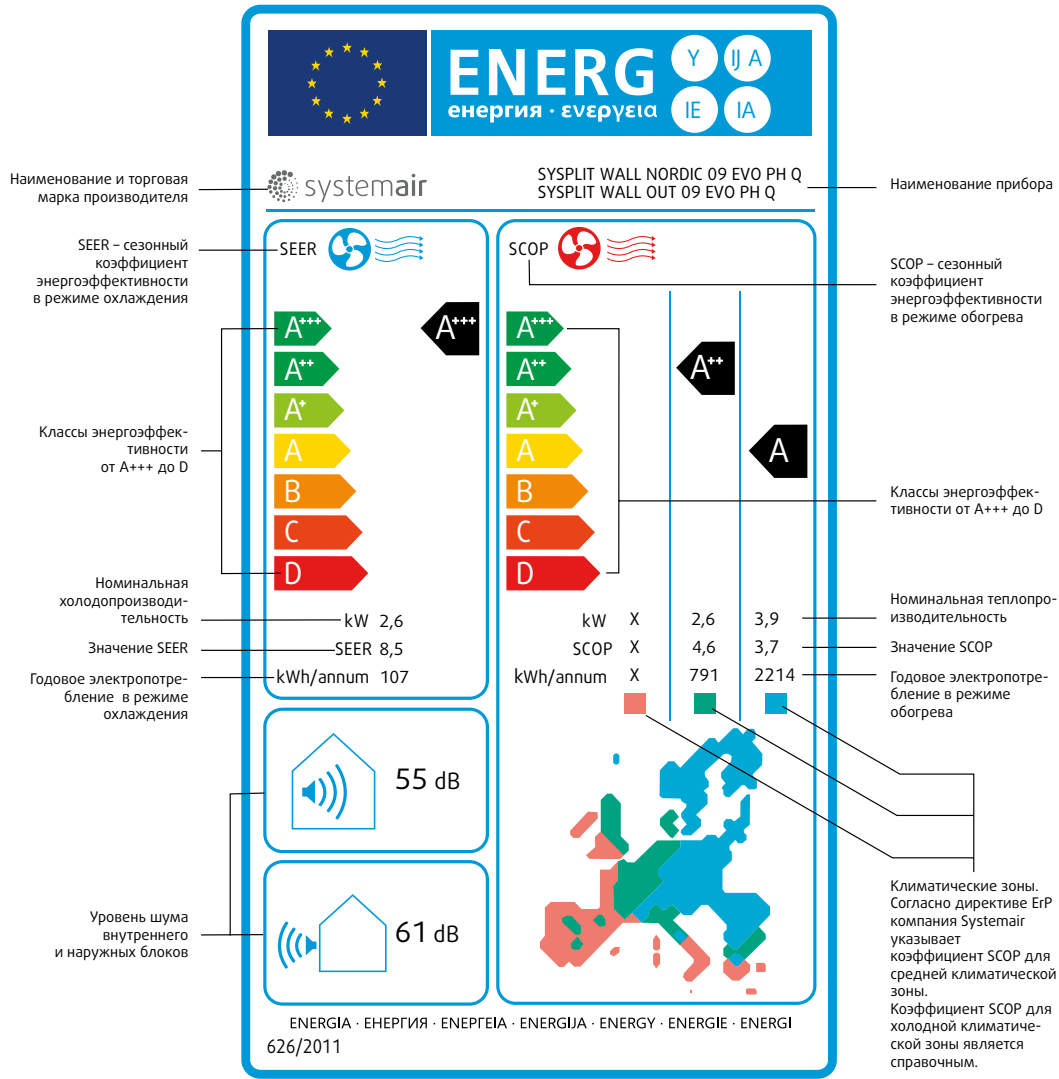 ENERG
енергия · ενεργεια
Y
IJ A
IE
IA
Наименование и торговая
марка производителя
systemair
SYSPLIT WALL NORDIC 09 EVO PH Q
SYSPLIT WALL OUT 09 EVO PH Q
Наименование прибора
SEER – сезонный
коэффициент
энергоэффективности
в режиме охлаждения
SEER
SCOP
SCOP – сезонный
коэффициент
энергоэффективности
в режиме обогрева
A+++
A++
A+
A
B
C
D
A+++
A+++
A++
A+
A
B
C
D
A++
A
Классы энергоэффек-
тивности
от A+++ до D
Классы энергоэффек-
тивности от A+++ до D
Номинальная
холодопроизводи-
тельность
kW 2,6
Значение SEER
SEER 8,5
Годовое электропотре-
бление в режиме
охлаждения
kWh/annum 107
kW X 2,6 3,9
SCOP X 4,6 3,7
kWh/annum X 791 2214
Номинальная теплопро-
изводительность
Значение SCOP
Годовое электропотре-
бление в режиме
обогрева
55 dB
61 dB
Уровень шума
внутреннего
и наружных блоков
Климатические зоны.
Согласно директиве ErP
компания Systemair
указывает
коэффициент SCOP для
средней климатической
зоны.
Коэффициент SCOP для
холодной климатиче-
ской зоны является
справочным.
ENERGIA · ЕНЕРГИЯ · ΕΝΕΡΓΕΙΑ · ENERGIJA · ENERGY · ENERGIE · ENERGI
626/2011